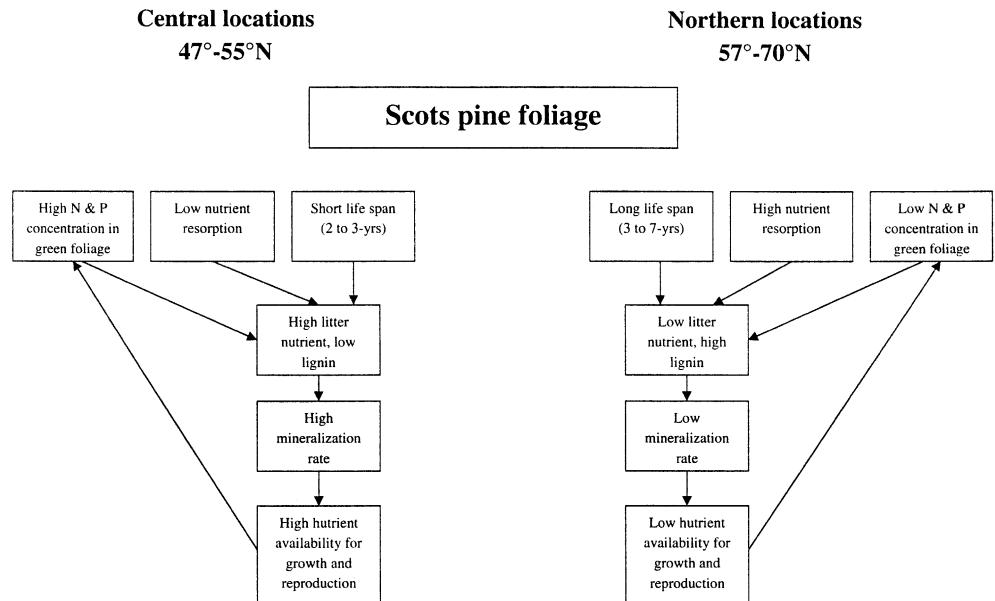 Central locations
47°-55°N
Northern locations
57°-70°N
Scots pine foliage
High N & P
concentration in
green foliage
Low nutrient
resorption
Short life span
(2 to 3-yrs)
Long life span
(3 to 7-yrs)
High nutrient
resorption
Low N & P
concentration in
green foliage
High litter
nutrient, low
lignin
Low litter
nutrient, high
lignin
High
mineralization
rate
Low
mineralization
rate
High hutrient
availability for
growth and
reproduction
Low hutrient
availability for
growth and
reproduction